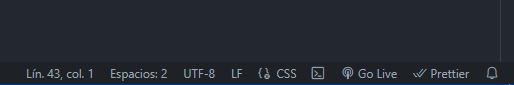 Lín. 43, col. 1 Espacios: 2 UTF-8 LF CSS Go Live Prettier